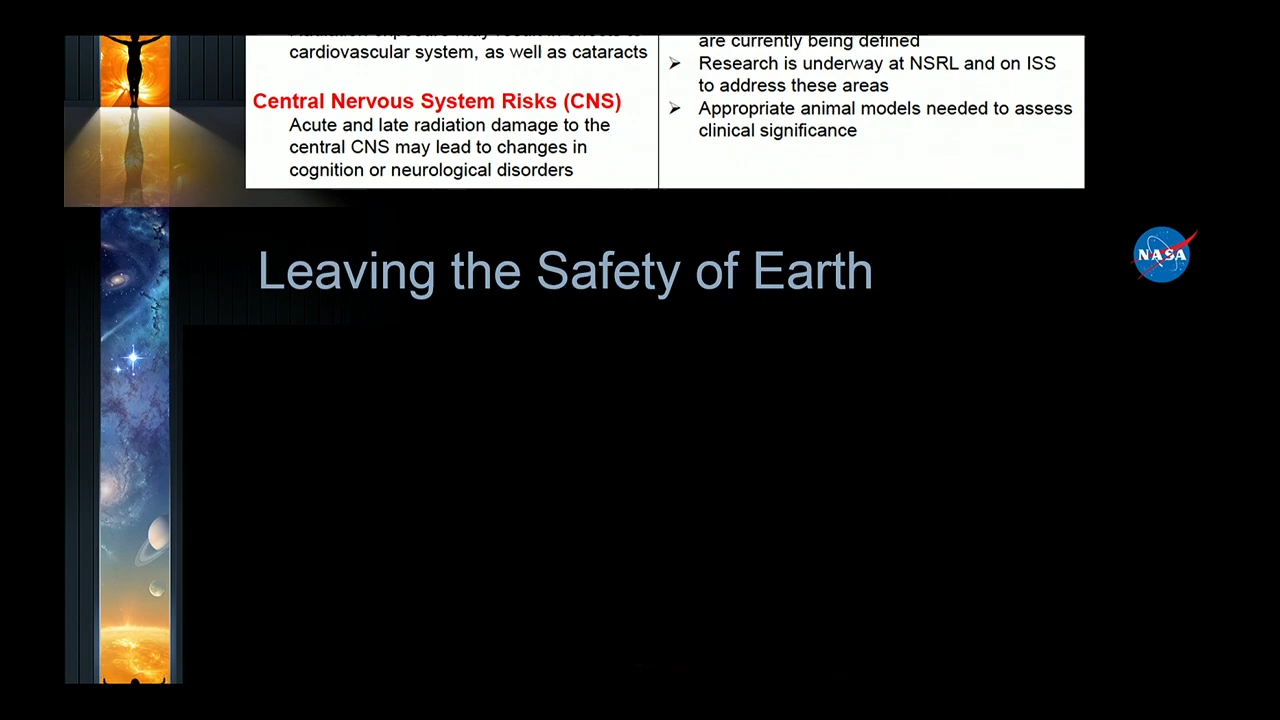 cardiovascular system, as well as cataracts
Central Nervous System Risks (CNS)
Acute and late radiation damage to the
central CNS may lead to changes in
cognition or neurological disorders
are currently being defined
➢ Research is underway at NSRL and on ISS
to address these areas
➢ Appropriate animal models needed to assess
clinical significance
Leaving the Safety of Earth
NASA